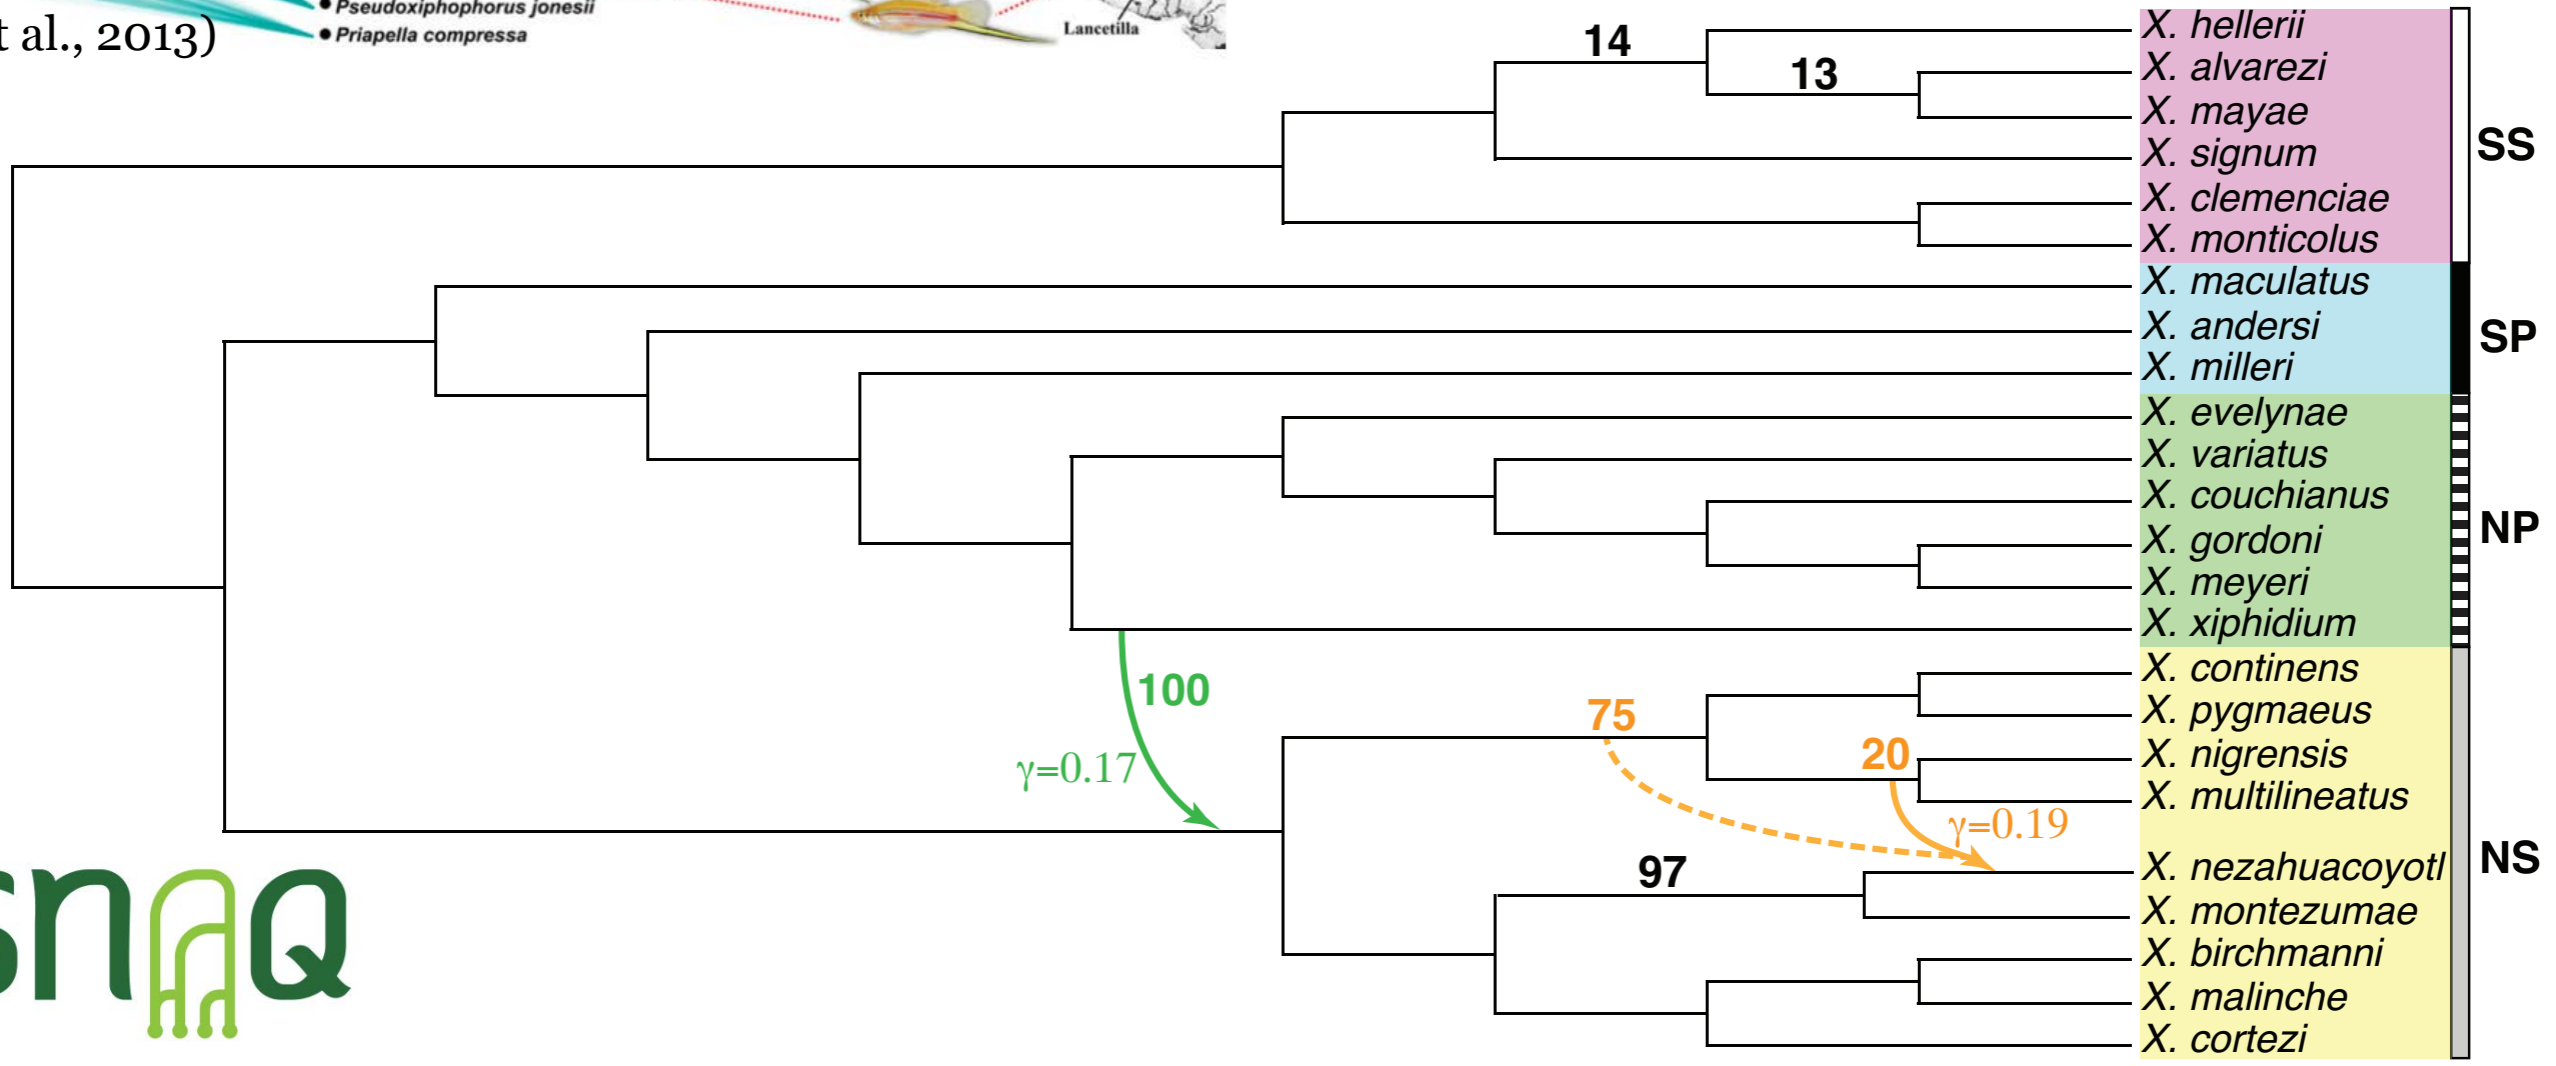 Pseudoxiphophorus jonesii
Priapella compressa
Lancetilla
t al., 2013)
14
13
X. hellerii
X. alvarezi
X. mayae
X. signum
X. clemenciae
X. monticolus
SS
X. maculatus
X. andersi
X. milleri
SP
X. evelynae
X. variatus
X. couchianus
X. gordoni
X. meyeri
X. xiphidium
NP
100
γ=0.17
75
20
γ=0.19
97
X. continens
X. pygmaeus
X. nigrensis
X. multilineatus
X. nezahuacoyotl
X. montezumae
X. birchmanni
X. malinche
X. cortezi
NS
snaQ